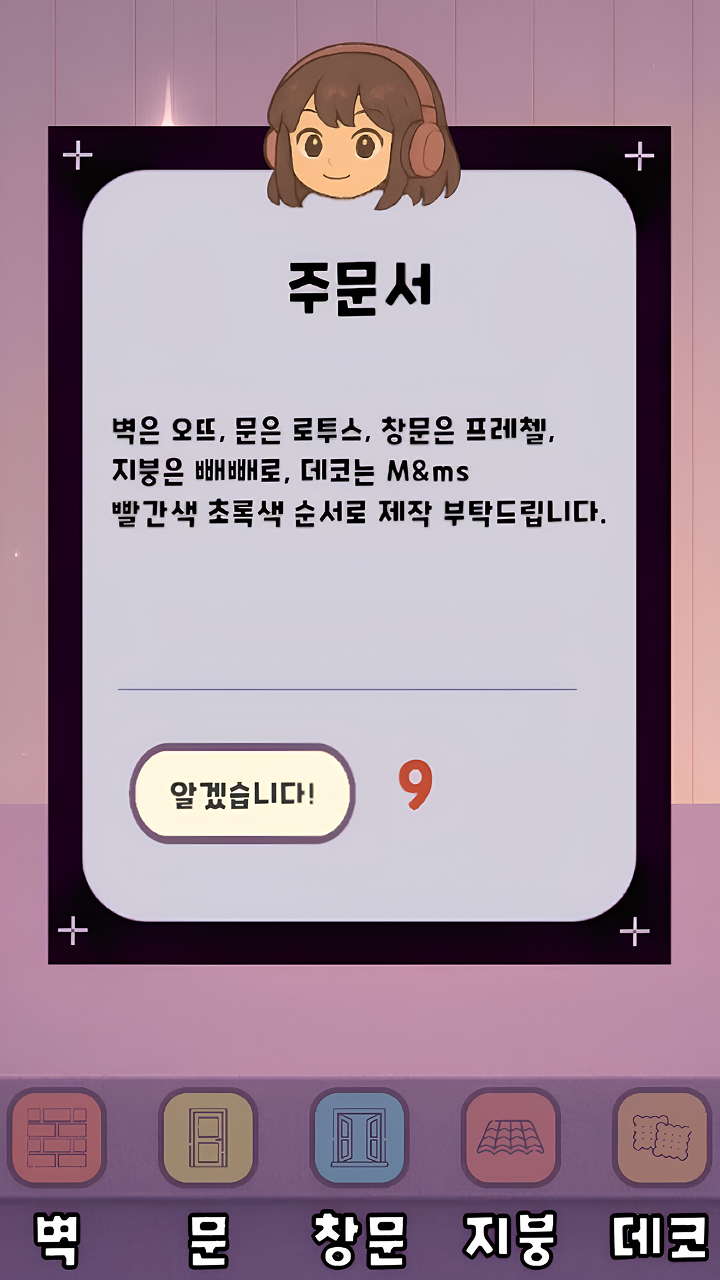 주문서
벽은 오뜨, 문은 로투스, 창문은 프레첼,
지붕은 빼빼로, 데코는 M&ms
빨간색 초록색 순서로 제작 부탁드립니다.
알겠습니다!
9
벽
문
창문
지붕
데코